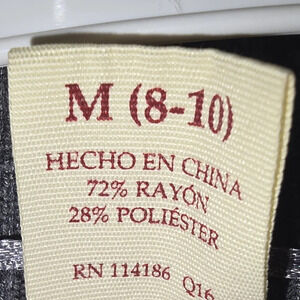 M (8-10)
HECHO EN CHINA
72% RAYÓN
28% POLIÉSTER
RN 114186 Q16